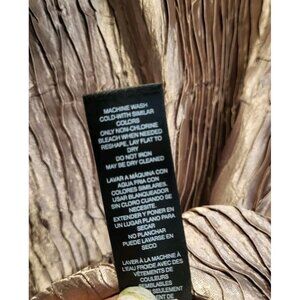 MACHINE WASH
COLD-WITH SIMILAR
COLORS
ONLY NON-CHLORINE
BLEACH WHEN NEEDED
RESHAPE, LAY FLAT TO
DRY
DO NOT IRON
MAY BE DRY CLEANED
LAVAR A MÁQUINA CON
AGUA FRIA CON
COLORES SIMILARES.
USAR BLANQUEADOR
SIN CLORO CUANDO SE
NECESITE.
EXTENDER Y PONER EN
UN LUGAR PLANO PARA
SECAR
NO PLANCHAR
PUEDE LAVARSE EN
SECO
LAVER À LA MACHINE À
L'EAU FROIDE AVEC DES
VÊTEMENTS DE
COULEURS
SEMBLABLES
SEULEMENT